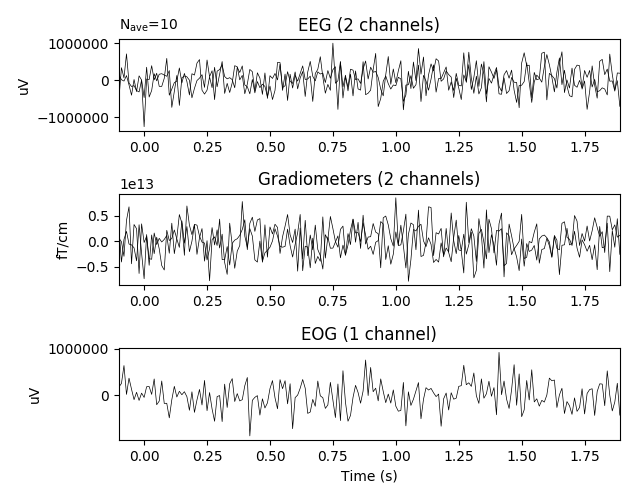 N_ave=10
EEG (2 channels)
1000000
0
−1000000
uV
0.00 0.25 0.50 0.75 1.00 1.25 1.50 1.75
1e13
Gradiometers (2 channels)
0.5
0.0
−0.5
fT/cm
0.00 0.25 0.50 0.75 1.00 1.25 1.50 1.75
EOG (1 channel)
1000000
0
uV
0.00 0.25 0.50 0.75 1.00 1.25 1.50 1.75
Time (s)